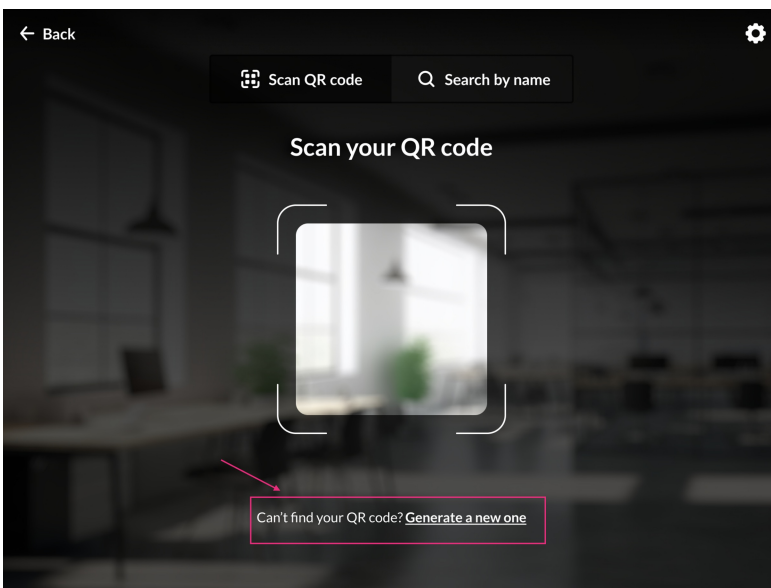 Back
Scan QR code
Search by name
Scan your QR code
Can't find your QR code? Generate a new one